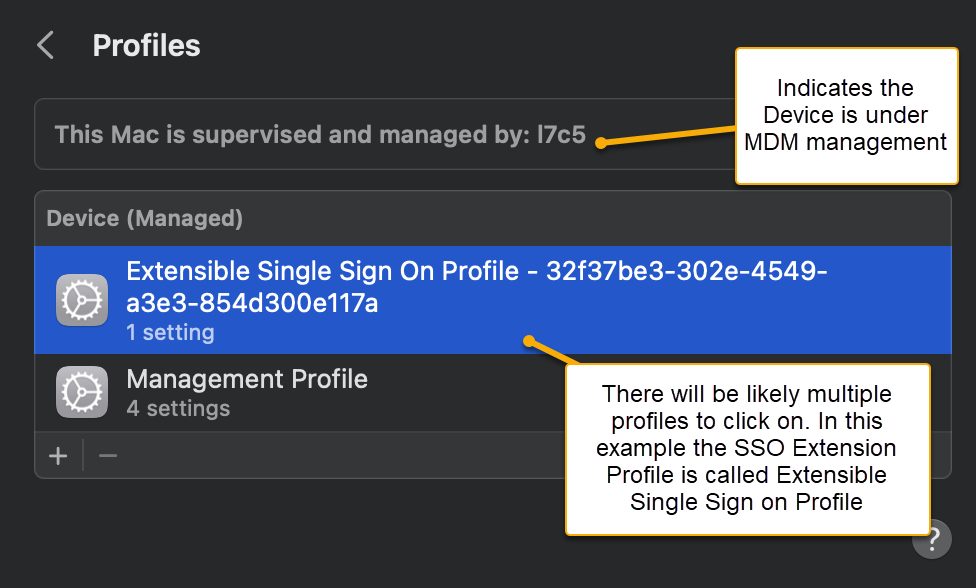 Profiles
Indicates the
Device is under
MDM management
This Mac is supervised and managed by: l7c5
Device (Managed)
Extensible Single Sign On Profile - 32f37be3-302e-4549-
a3e3-854d300e117a
1 setting
Management Profile
4 settings
There will be likely multiple
profiles to click on. In this
example the SSO Extension
Profile is called Extensible
Single Sign on Profile
?